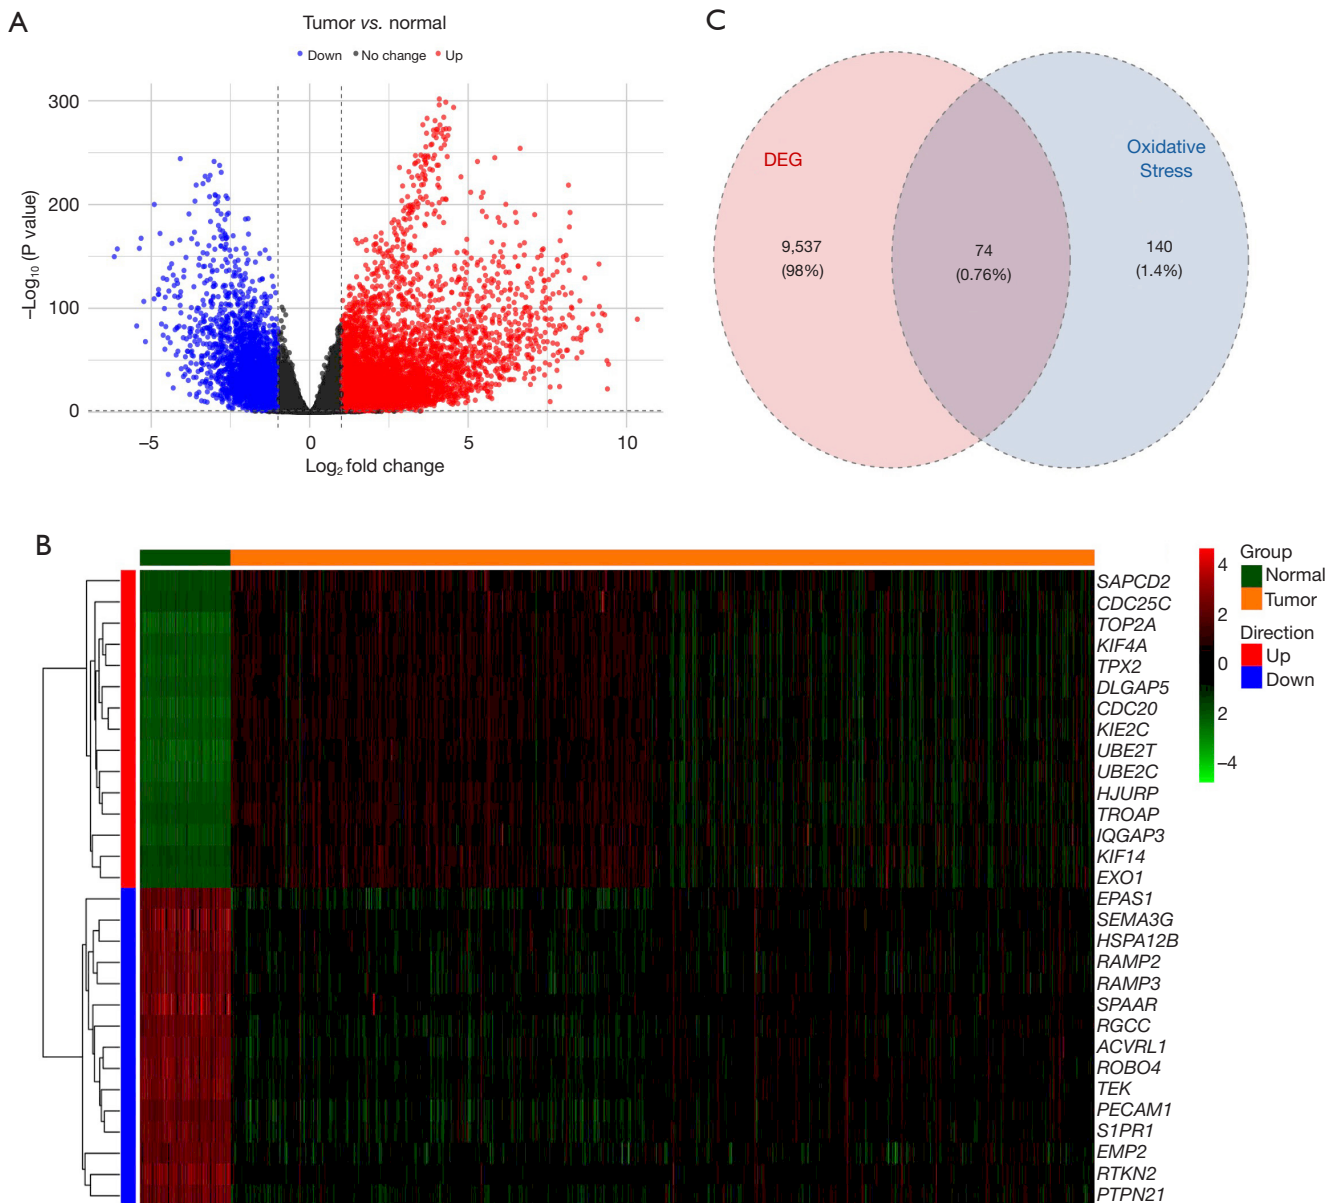 A
Tumor vs. normal
Down No change Up
300
200
100
0
–Log10 (P value)
–5 0 5 10
Log2 fold change
C
DEG
Oxidative
Stress
9,537
(98%)
74
(0.76%)
140
(1.4%)
B
SAPCD2
CDC25C
TOP2A
KIF4A
TPX2
DLGAP5
CDC20
KIE2C
UBE2T
UBE2C
HJURP
TROAP
IQGAP3
KIF14
EXO1
EPAS1
SEMA3G
HSPA12B
RAMP2
RAMP3
SPAAR
RGCC
ACVRL1
ROBO4
TEK
PECAM1
S1PR1
EMP2
RTKN2
PTPN21
4
2
0
2
–4
Group
Normal
Tumor
Direction
Up
Down